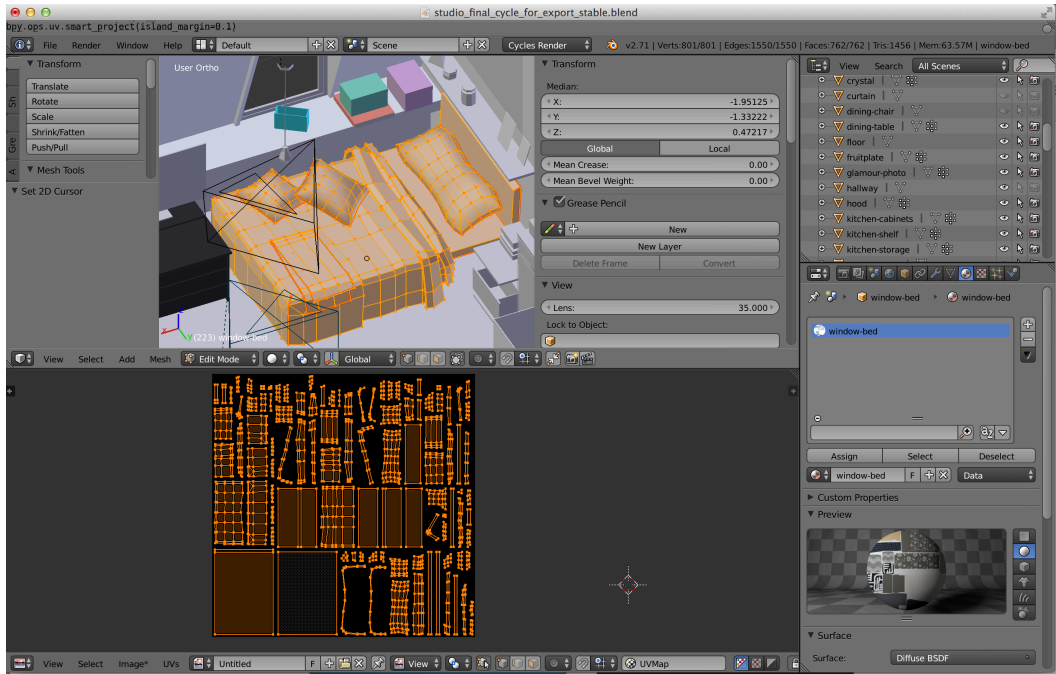 studio_final_cycle_for_export_stable.blend
bpy.ops.uv.smart_project(island_margin=0.1)
File Render Window Help Default Scene Cycles Render v2.71 | Verts:801/801 | Edges:1550/1550 | Faces:762/762 | Tris:1456 | Mem:63.57M | window-bed
Transform
Translate
Rotate
Scale
Shrink/Fatten
Push/Pull
Mesh Tools
Set 2D Cursor
Sh
Gre
A
User Ortho
(223) window-bed
Transform
Median:
X: -1.95125
Y: -1.33222
Z: 0.47217
Global Local
Mean Crease: 0.00
Mean Bevel Weight: 0.00
Grease Pencil
New
New Layer
Delete Frame Convert
View
Lens: 35.000
Lock to Object:
View Select Add Mesh Edit Mode Global
View Search All Scenes
crystal
curtain
dining-chair
dining-table
floor
fruitplate
glamour-photo
hallway
hood
kitchen-cabinets
kitchen-shelf
kitchen-storage
window-bed window-bed
window-bed
Assign Select Deselect
window-bed F Data
Custom Properties
Preview
Surface
Surface: Diffuse BSDF
View Select Image* UVs Untitled F View UVMap